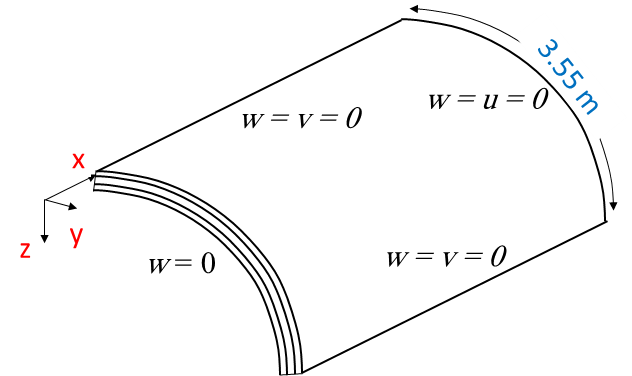 3.55 m
w = u = 0
w = v = 0
x
y
z
w = 0
w = v = 0